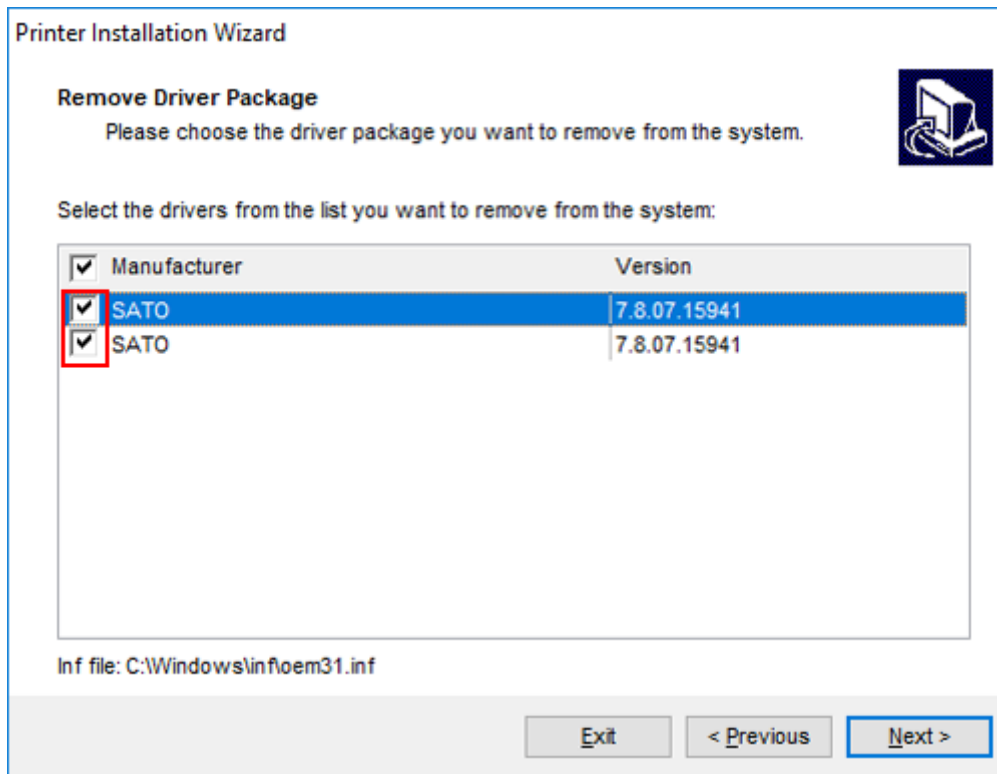 Printer Installation Wizard
Remove Driver Package
Please choose the driver package you want to remove from the system.
Select the drivers from the list you want to remove from the system:
Manufacturer Version
SATO 7.8.07.15941
SATO 7.8.07.15941
Inf file: C:\Windows\inf\oem31.inf
Exit < Previous Next >